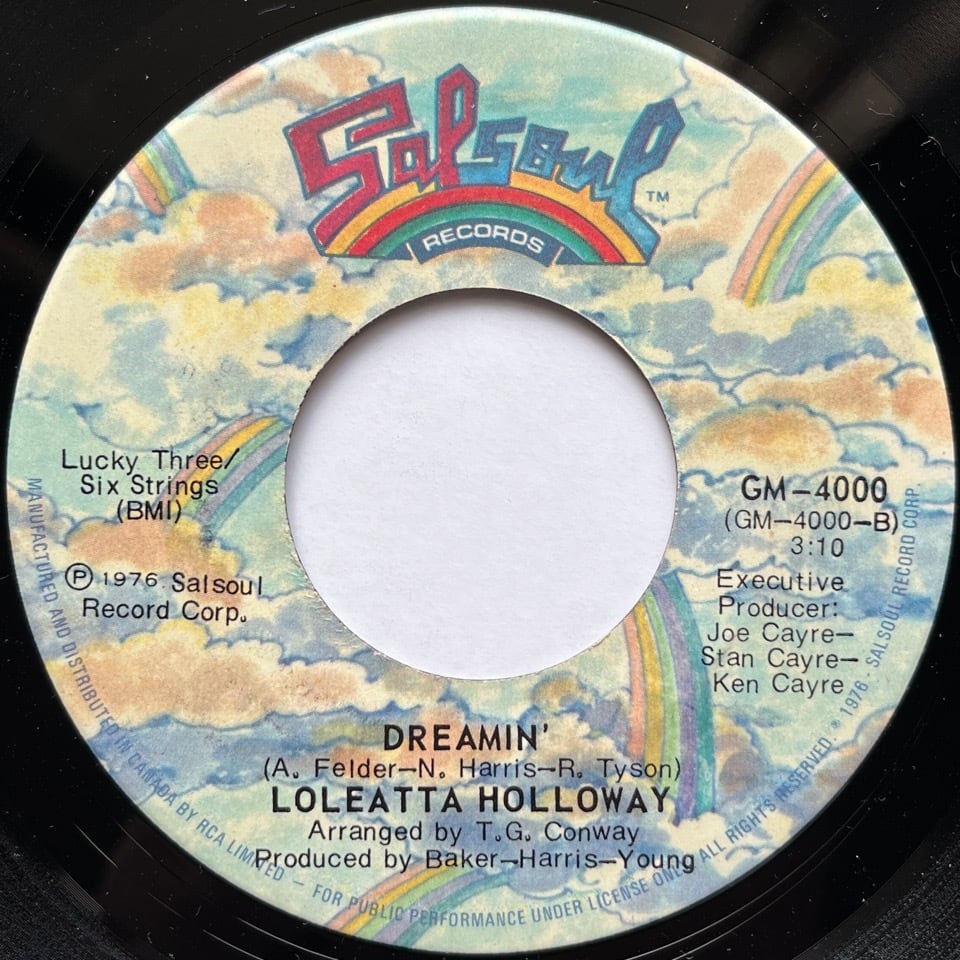 Salsoul™
RECORDS
Lucky Three/
Six Strings
(BMI)
Ⓟ 1976 Salsoul
Record Corp.
GM-4000
(GM-4000-B)
3:10
Executive
Producer:
Joe Cayre-
Stan Cayre-
Ken Cayre
DREAMIN'
(A. Felder-N. Harris-R. Tyson)
LOLEATTA HOLLOWAY
Arranged by T.G. Conway
Produced by Baker-Harris-Young
MANUFACTURED AND DISTRIBUTED IN CANADA BY RCA LIMITED - FOR PUBLIC PERFORMANCE UNDER LICENSE ONLY ALL RIGHTS RESERVED. ® 1976. SALSOUL RECORD CORP.